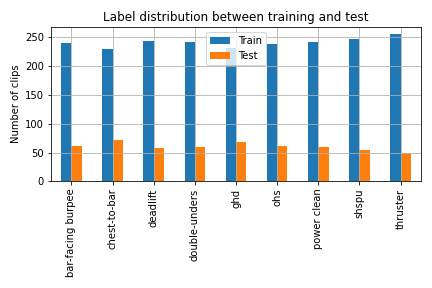 Label distribution between training and test
Number of clips
250
200
150
100
50
0
Train
Test
bar-facing burpee
chest-to-bar
deadlift
double-unders
ghd
ohs
power clean
shspu
thruster